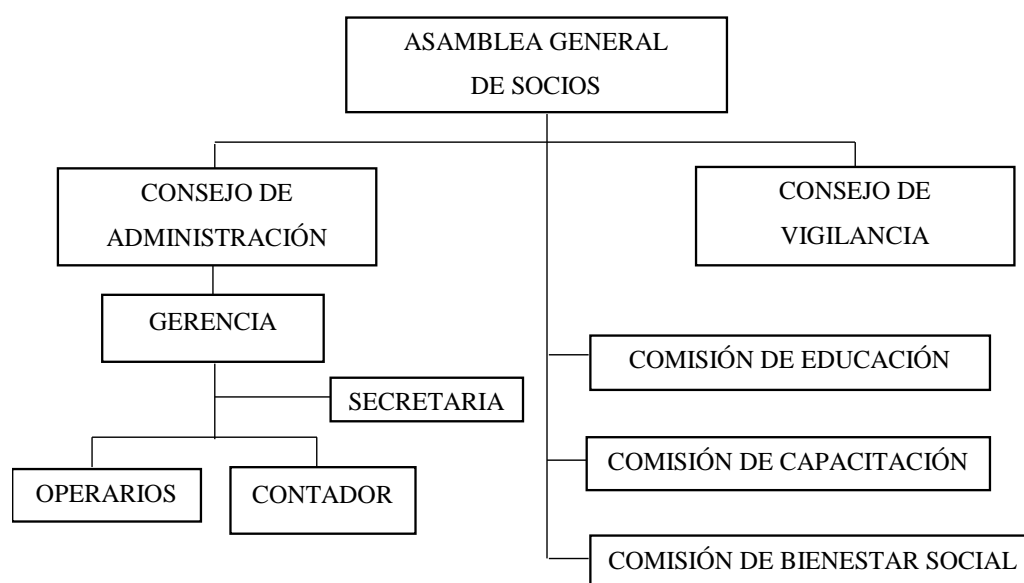 ASAMBLEA GENERAL
DE SOCIOS
CONSEJO DE
ADMINISTRACIÓN
CONSEJO DE
VIGILANCIA
GERENCIA
COMISIÓN DE EDUCACIÓN
SECRETARIA
COMISIÓN DE CAPACITACIÓN
OPERARIOS
CONTADOR
COMISIÓN DE BIENESTAR SOCIAL